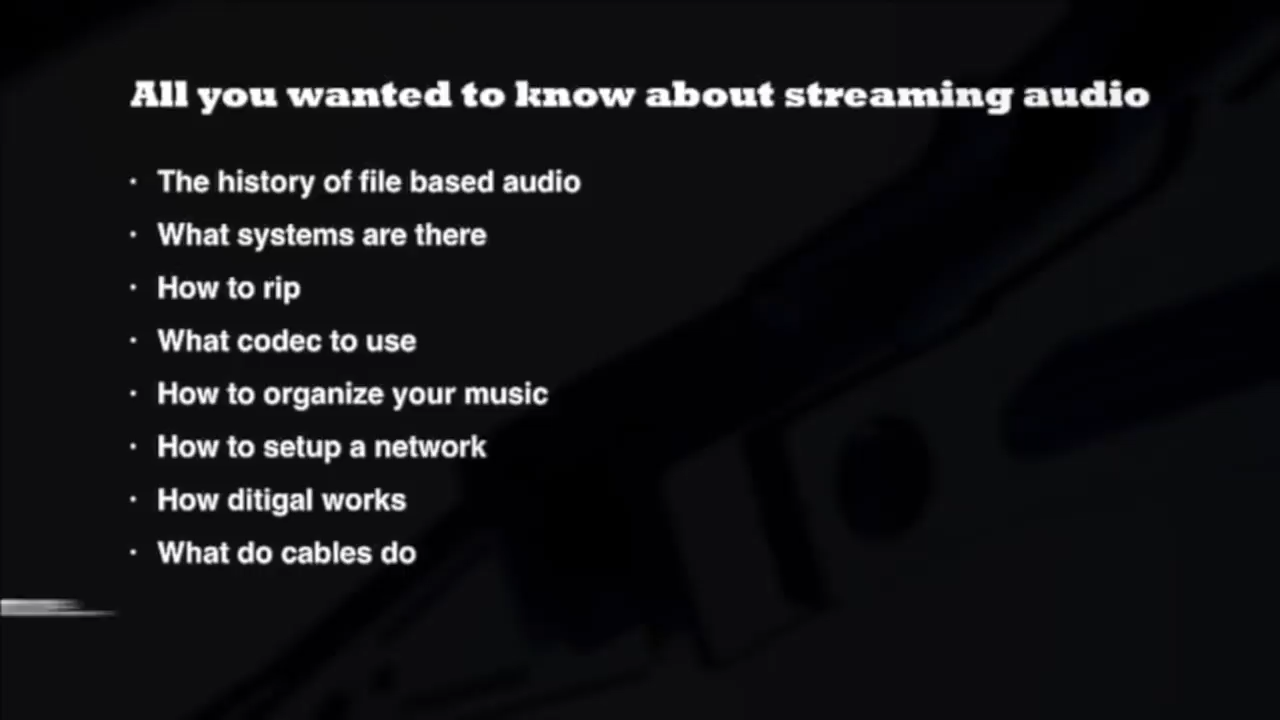 All you wanted to know about streaming audio
· The history of file based audio
· What systems are there
· How to rip
· What codec to use
· How to organize your music
· How to setup a network
· How ditigal works
· What do cables do